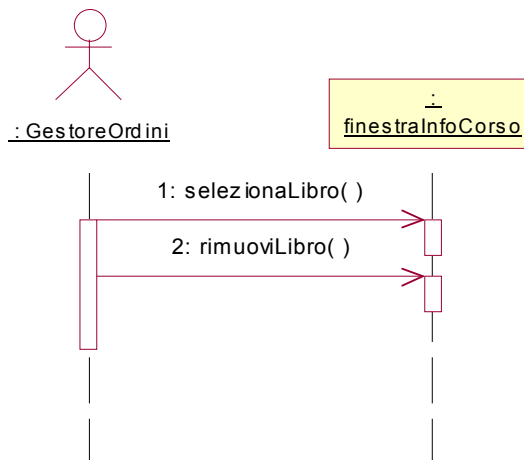 : GestoreOrdini
:
finestraInfoCorso
1: selezionaLibro( )
2: rimuoviLibro( )